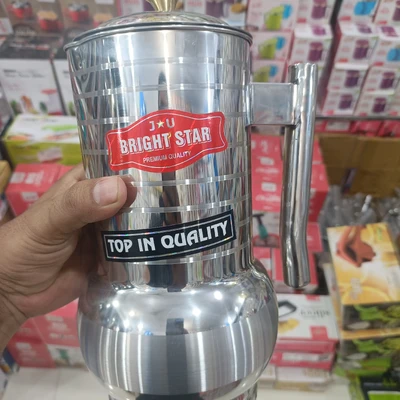 J★U
BRIGHT STAR
PREMIUM QUALITY
TOP IN QUALITY